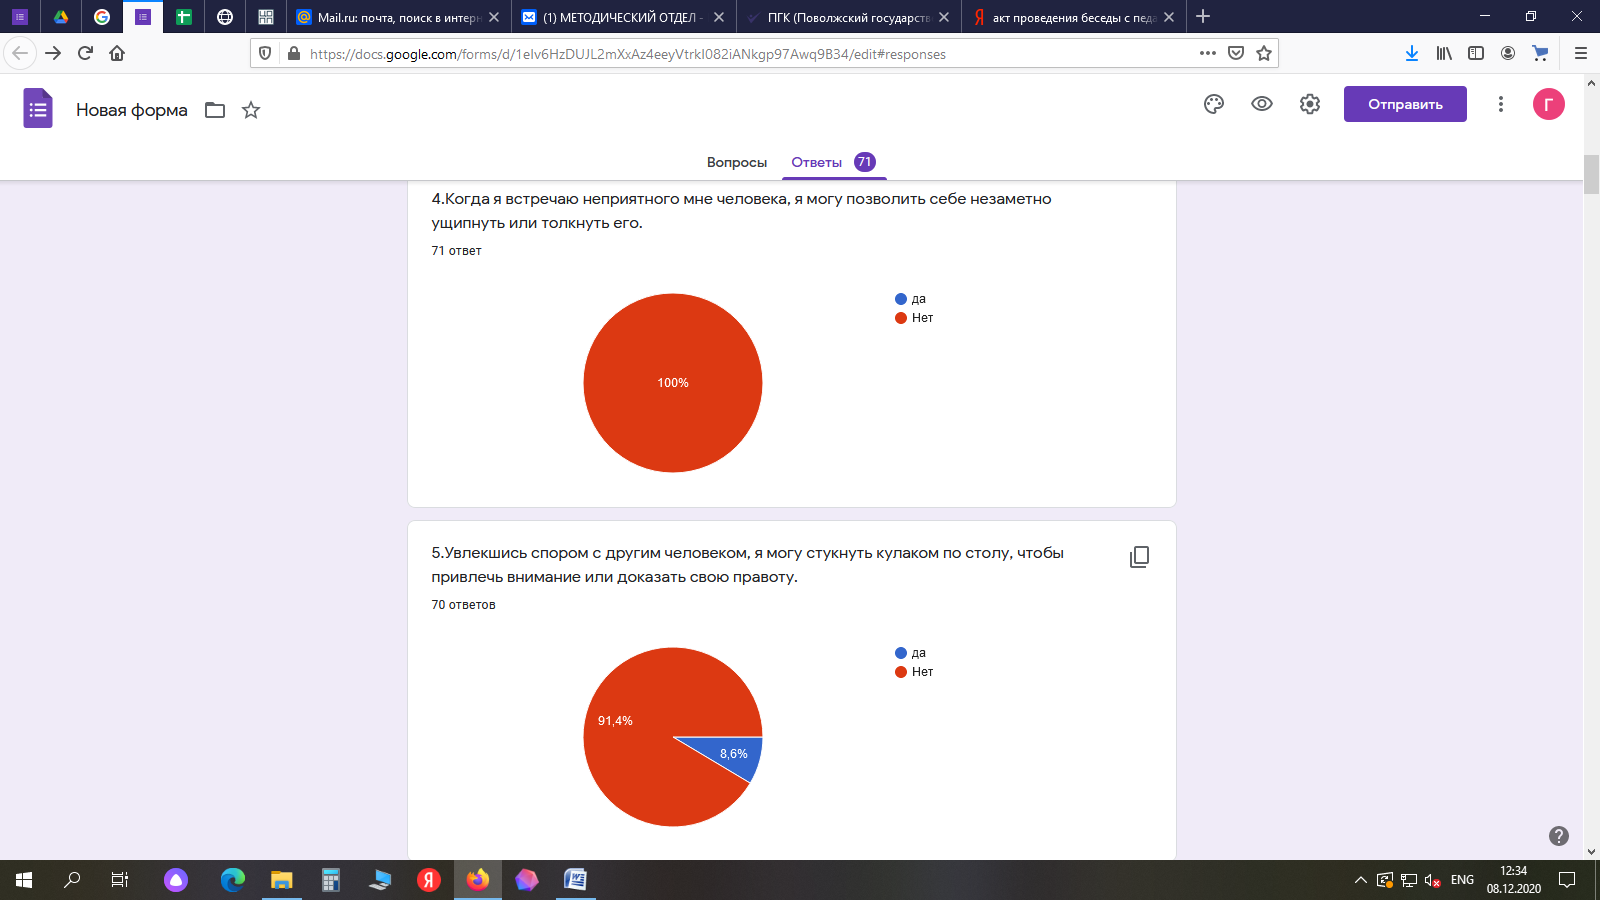 Mail.ru: почта, поиск в интерн
(1) МЕТОДИЧЕСКИЙ ОТДЕЛ -
ПГК (Поволжский государств
акт проведения беседы с педа
https://docs.google.com/forms/d/1eIv6HzDUJL2mXxAz4eeyVtrkI082iANkgp97Awq9B34/edit#responses
Новая форма
Отправить
Г
Вопросы
Ответы 71
4.Когда я встречаю неприятного мне человека, я могу позволить себе незаметно
ущипнуть или толкнуть его.
71 ответ
да
Нет
100%
5.Увлекшись спором с другим человеком, я могу стукнуть кулаком по столу, чтобы
привлечь внимание или доказать свою правоту.
70 ответов
да
Нет
91,4%
8,6%
ENG
12:34
08.12.2020